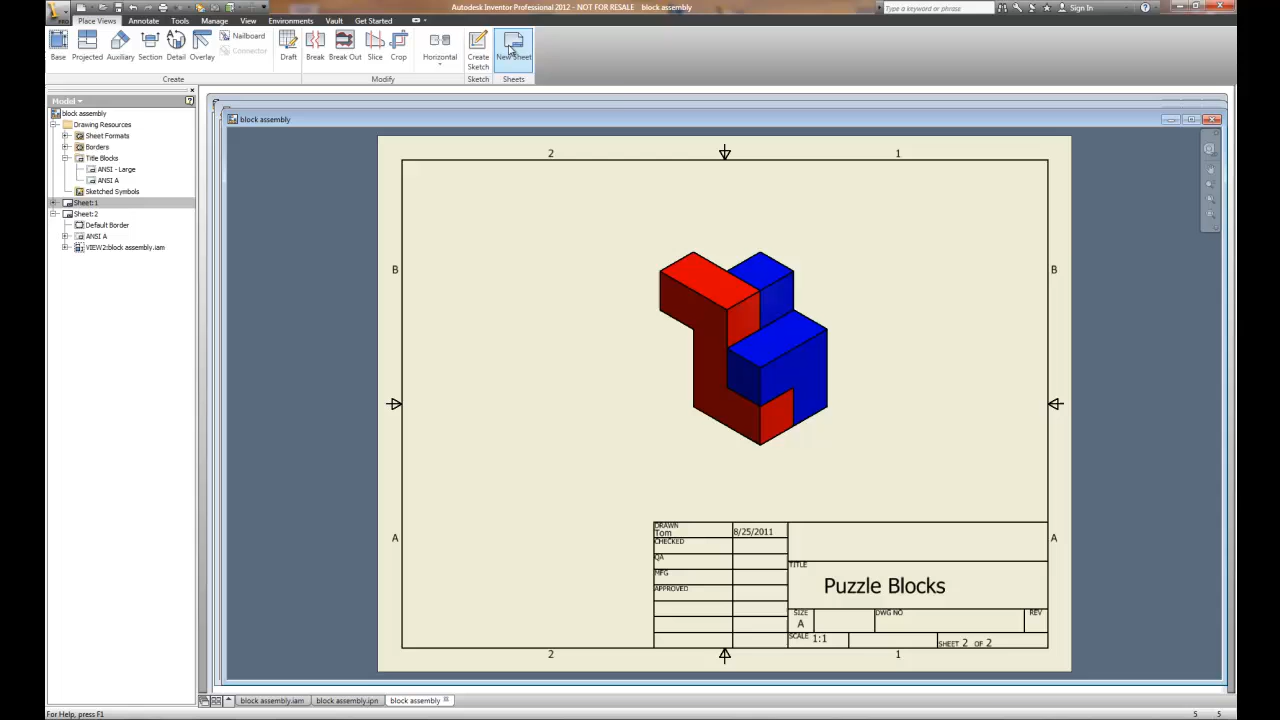 Autodesk Inventor Professional 2012 - NOT FOR RESALE block assembly
Type a keyword or phrase
Sign In
PRO
Place Views Annotate Tools Manage View Environments Vault Get Started
Base Projected Auxiliary Section Detail Overlay
Nailboard
Connector
Draft Break Break Out Slice Crop Horizontal
Create Sketch
New Sheet
Create Modify Sketch Sheets
Model
block assembly
Drawing Resources
Sheet Formats
Borders
Title Blocks
ANSI - Large
ANSI A
Sketched Symbols
Sheet:1
Sheet:2
Default Border
ANSI A
VIEW2:block assembly.iam
block assembly
2 1
B B
A A
DRAWN
Tom 8/25/2011
CHECKED
QA
MFG
APPROVED
TITLE
Puzzle Blocks
SIZE
A
DWG NO
REV
SCALE 1:1
SHEET 2 OF 2
2 1
block assembly.iam block assembly.ipn block assembly
For Help, press F1
5 5